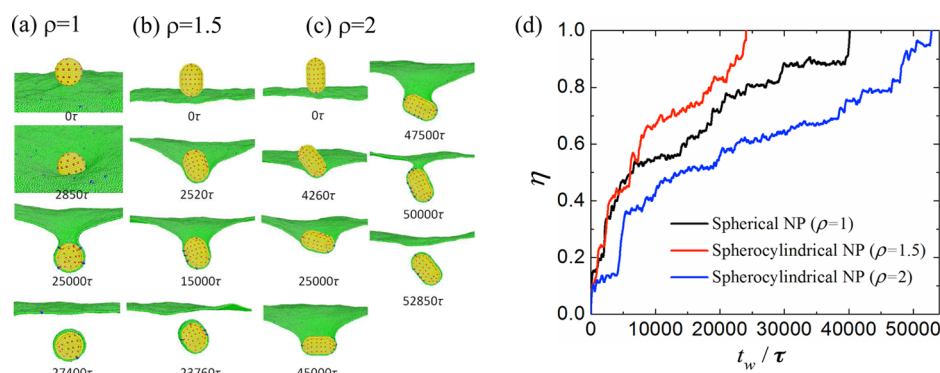 (a) ρ=1
(b) ρ=1.5
(c) ρ=2
(d)
0τ
0τ
0τ
47500τ
2850τ
2520τ
4260τ
50000τ
25000τ
15000τ
25000τ
52850τ
27400τ
23760τ
45000τ
1.0
0.8
0.6
0.4
0.2
0.0
η
Spherical NP (ρ=1)
Spherocylindrical NP (ρ=1.5)
Spherocylindrical NP (ρ=2)
0 10000 20000 30000 40000 50000
t_w / τ